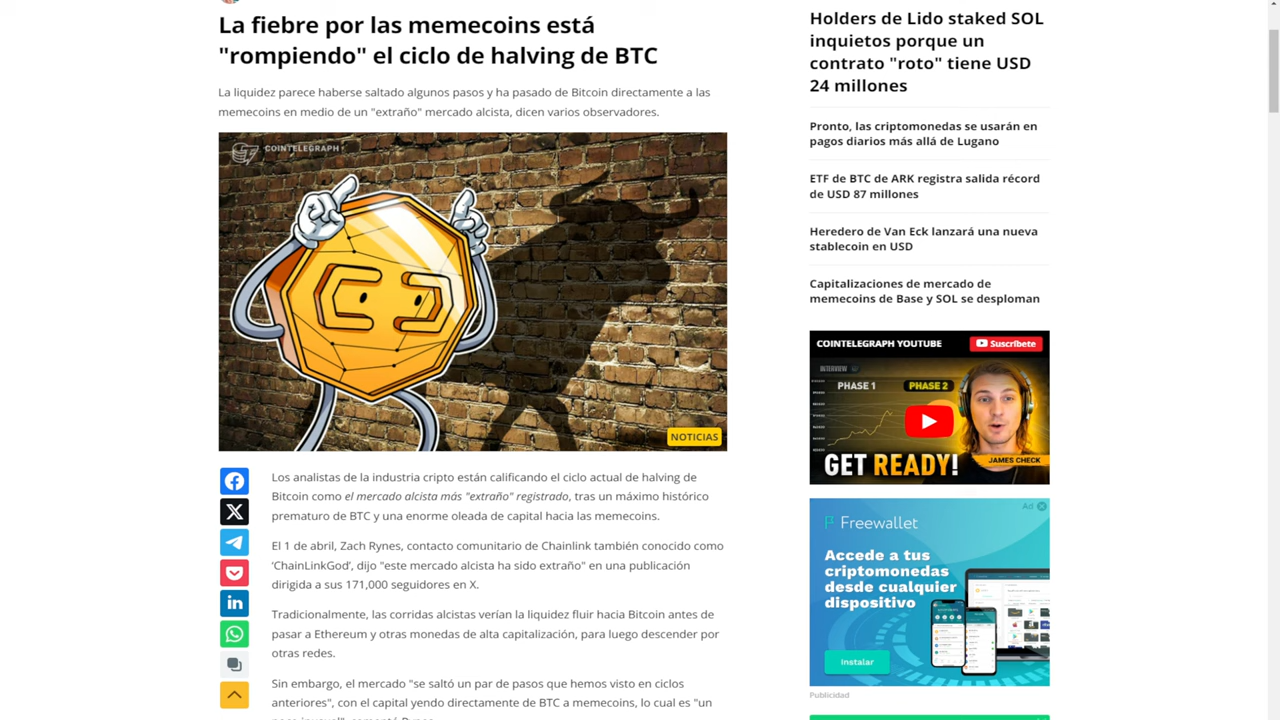 La fiebre por las memecoins está
"rompiendo" el ciclo de halving de BTC
La liquidez parece haberse saltado algunos pasos y ha pasado de Bitcoin directamente a las
memecoins en medio de un "extraño" mercado alcista, dicen varios observadores.
COINTELEGRAPH
NOTICIAS
Los analistas de la industria cripto están calificando el ciclo actual de halving de
Bitcoin como el mercado alcista más "extraño" registrado, tras un máximo histórico
prematuro de BTC y una enorme oleada de capital hacia las memecoins.
El 1 de abril, Zach Rynes, contacto comunitario de Chainlink también conocido como
‘ChainLinkGod’, dijo "este mercado alcista ha sido extraño" en una publicación
dirigida a sus 171,000 seguidores en X.
Tradicionalmente, las corridas alcistas verían la liquidez fluir hacia Bitcoin antes de
pasar a Ethereum y otras monedas de alta capitalización, para luego descender por
otras redes.
Sin embargo, el mercado "se saltó un par de pasos que hemos visto en ciclos
anteriores", con el capital yendo directamente de BTC a memecoins, lo cual es "un
Holders de Lido staked SOL
inquietos porque un
contrato "roto" tiene USD
24 millones
Pronto, las criptomonedas se usarán en
pagos diarios más allá de Lugano
ETF de BTC de ARK registra salida récord
de USD 87 millones
Heredero de Van Eck lanzará una nueva
stablecoin en USD
Capitalizaciones de mercado de
memecoins de Base y SOL se desploman
COINTELEGRAPH YOUTUBE
Suscríbete
INTERVIEW
PHASE 1
PHASE 2
JAMES CHECK
GET READY!
Ad
Freewallet
Accede a tus
criptomonedas
desde cualquier
dispositivo
Instalar
Publicidad